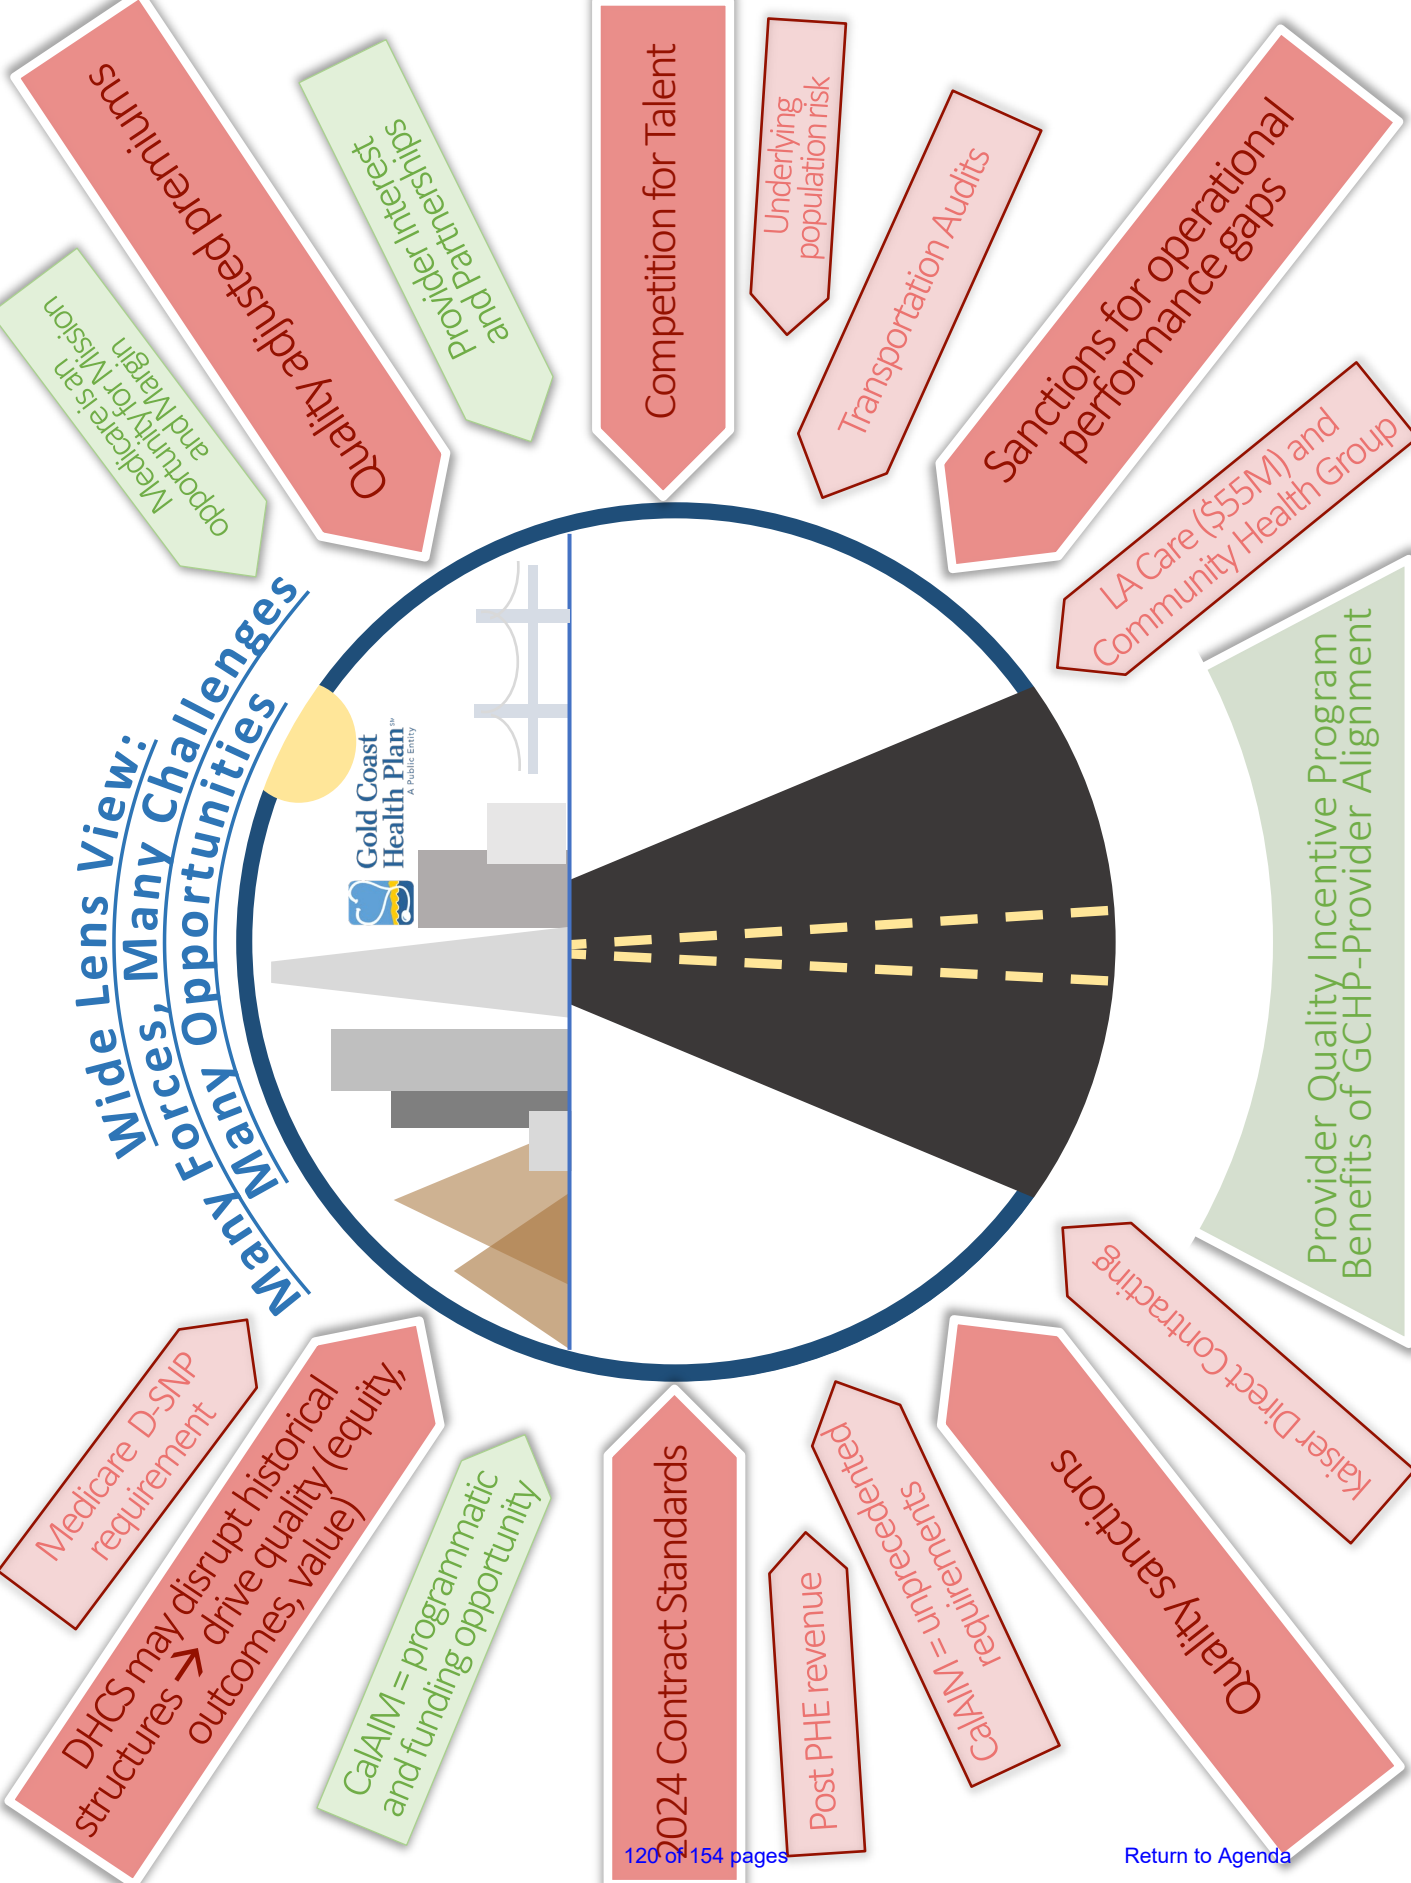 Wide Lens View:
Many Forces, Many Challenges
Many Opportunities
Gold Coast
Health Plan℠
A Public Entity
Medicare D-SNP
requirement
DHCS may disrupt historical
structures → drive quality (equity,
outcomes, value)
CalAIM = programmatic
and funding opportunity
2024 Contract Standards
Post PHE revenue
CalAIM = unprecedented
requirements
Quality sanctions
Kaiser Direct Contracting
Provider Quality Incentive Program
Benefits of GCHP-Provider Alignment
LA Care ($55M) and
Community Health Group
Sanctions for operational
performance gaps
Transportation Audits
Underlying
population risk
Competition for Talent
Provider Interest
and Partnerships
Quality adjusted premiums
Medicare is an
opportunity for Mission
and Margin
120 of 154 pages
Return to Agenda